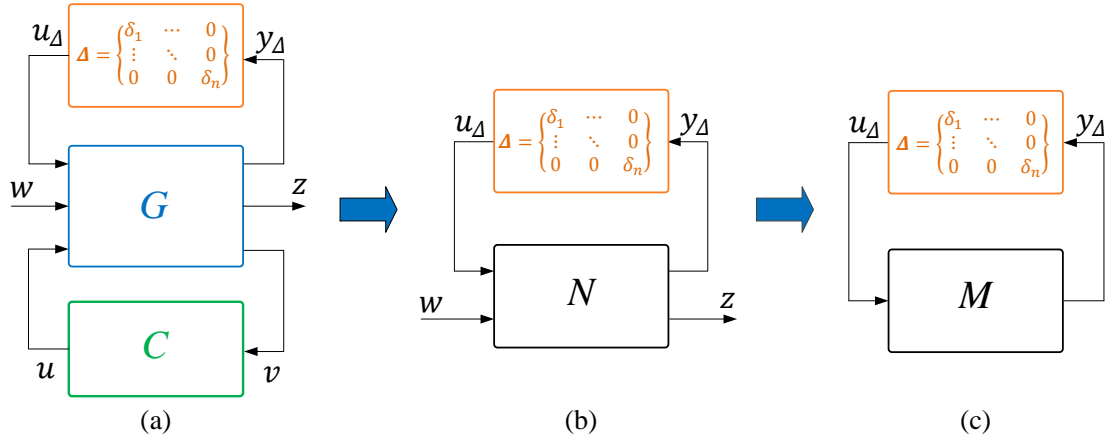 u_Δ Δ = {δ_1 ⋯ 0 y_Δ
⋮ ⋱ 0
0 0 δ_n}
w G z
u C v
(a)
u_Δ Δ = {δ_1 ⋯ 0 y_Δ
⋮ ⋱ 0
0 0 δ_n}
w N z
(b)
u_Δ Δ = {δ_1 ⋯ 0 y_Δ
⋮ ⋱ 0
0 0 δ_n}
M
(c)